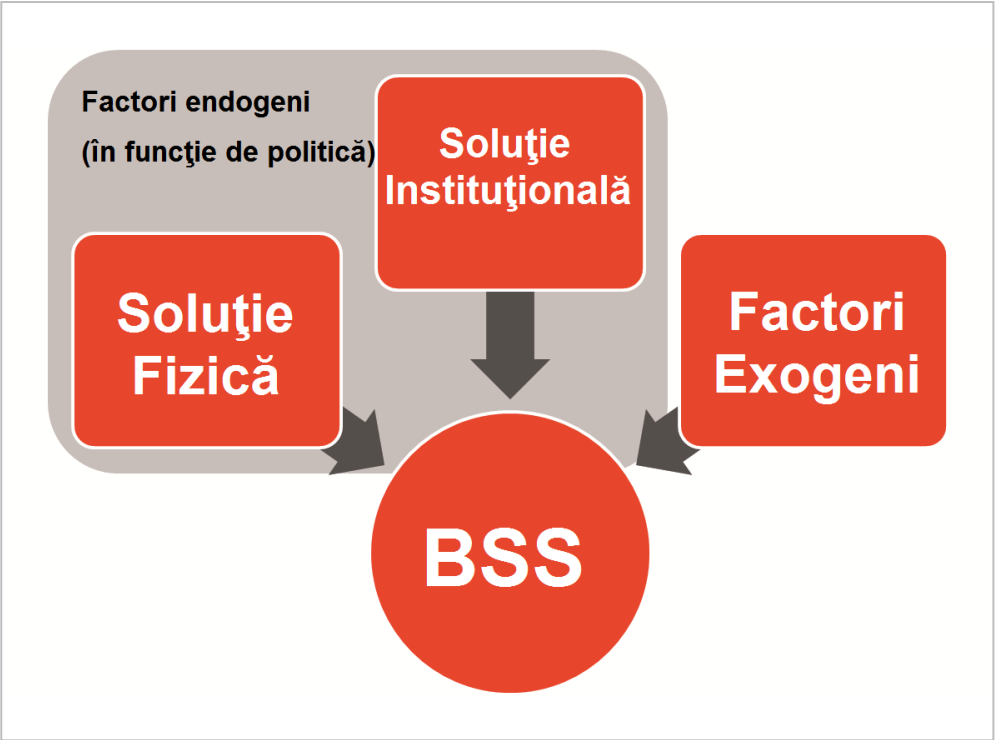 Factori endogeni
(în funcţie de politică)
Soluţie
Instituţională
Soluţie
Fizică
Factori
Exogeni
BSS